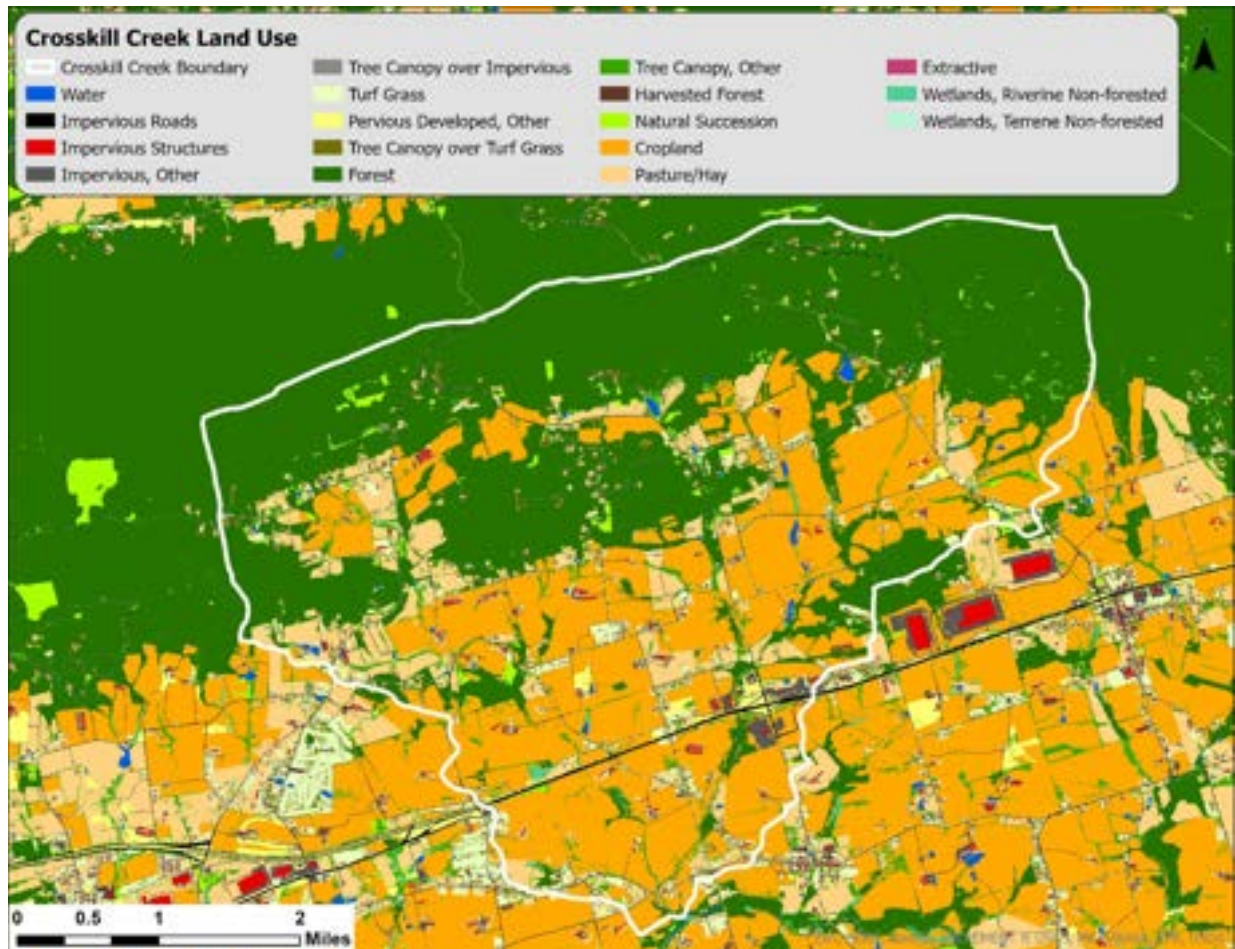 Crosskill Creek Land Use
Crosskill Creek Boundary
Water
Impervious Roads
Impervious Structures
Impervious, Other
Tree Canopy over Impervious
Turf Grass
Pervious Developed, Other
Tree Canopy over Turf Grass
Forest
Tree Canopy, Other
Harvested Forest
Natural Succession
Cropland
Pasture/Hay
Extractive
Wetlands, Riverine Non-forested
Wetlands, Terrene Non-forested
0 0.5 1 2
Miles